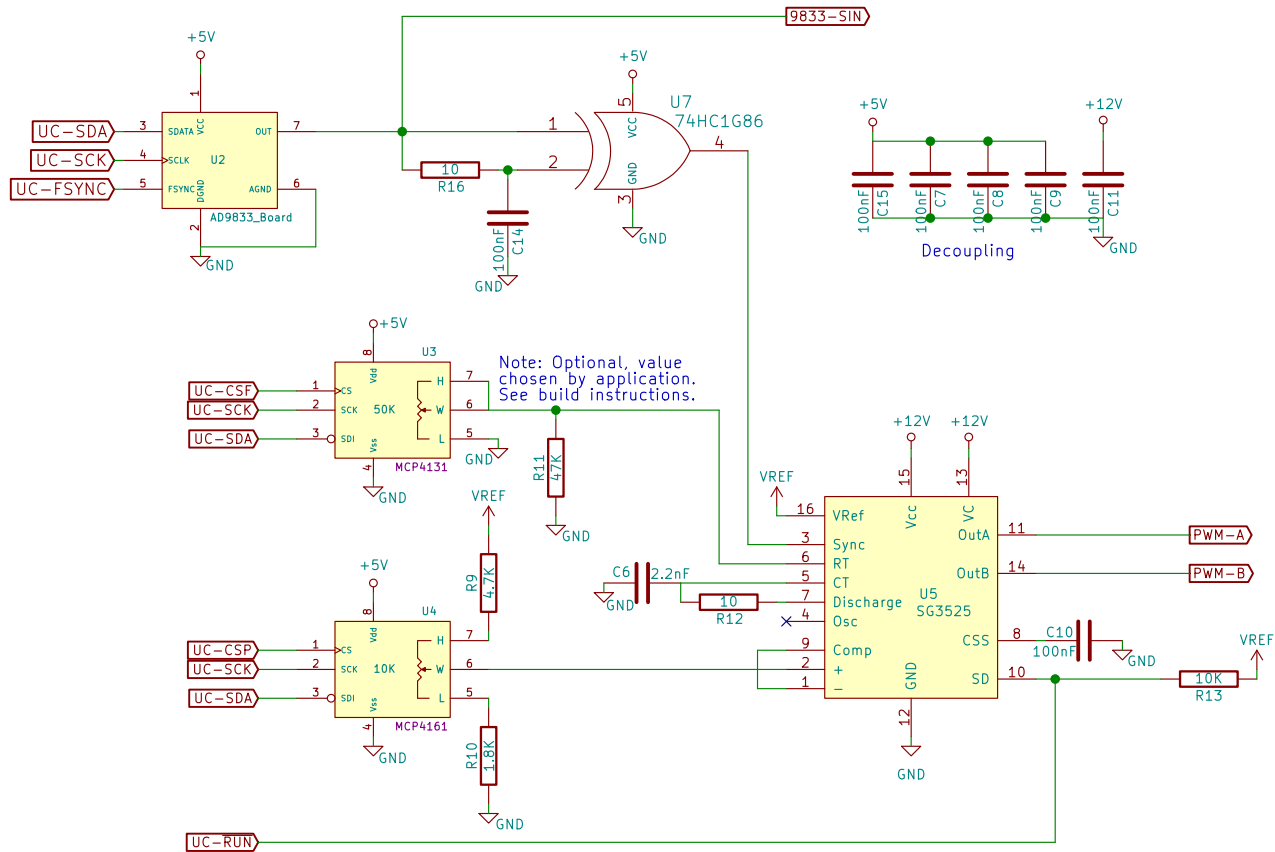 9833-SIN
+5V
1
UC-SDA
3
SDATA
VCC
OUT
7
UC-SCK
4
SCLK
U2
UC-FSYNC
5
FSYNC
DGND
AGND
6
2
AD9833_Board
GND
+5V
5
U7
74HC1G86
1
VCC
4
2
GND
3
GND
10
R16
100nF
C14
GND
+5V
+12V
100nF
C15
100nF
C7
100nF
C8
100nF
C9
100nF
C11
GND
Decoupling
+5V
8
U3
Vdd
H
7
UC-CSF
1
CS
UC-SCK
2
SCK
50K
W
6
UC-SDA
3
SDI
Vss
L
5
GND
4
MCP4131
GND
Note: Optional, value
chosen by application.
See build instructions.
R11
47K
GND
VREF
R9
4.7K
+5V
8
U4
Vdd
H
7
UC-CSP
1
CS
UC-SCK
2
SCK
10K
W
6
UC-SDA
3
SDI
Vss
L
5
4
MCP4161
GND
R10
1.8K
GND
UC-RUN
+12V
+12V
15
13
VREF
16
VRef
Vcc
VC
3
Sync
OutA
11
PWM-A
6
RT
C6
2.2nF
5
CT
OutB
14
PWM-B
GND
10
R12
7
Discharge
U5
SG3525
4
Osc
9
Comp
CSS
8
C10
100nF
GND
VREF
2
+
GND
SD
10
10K
R13
1
-
12
GND